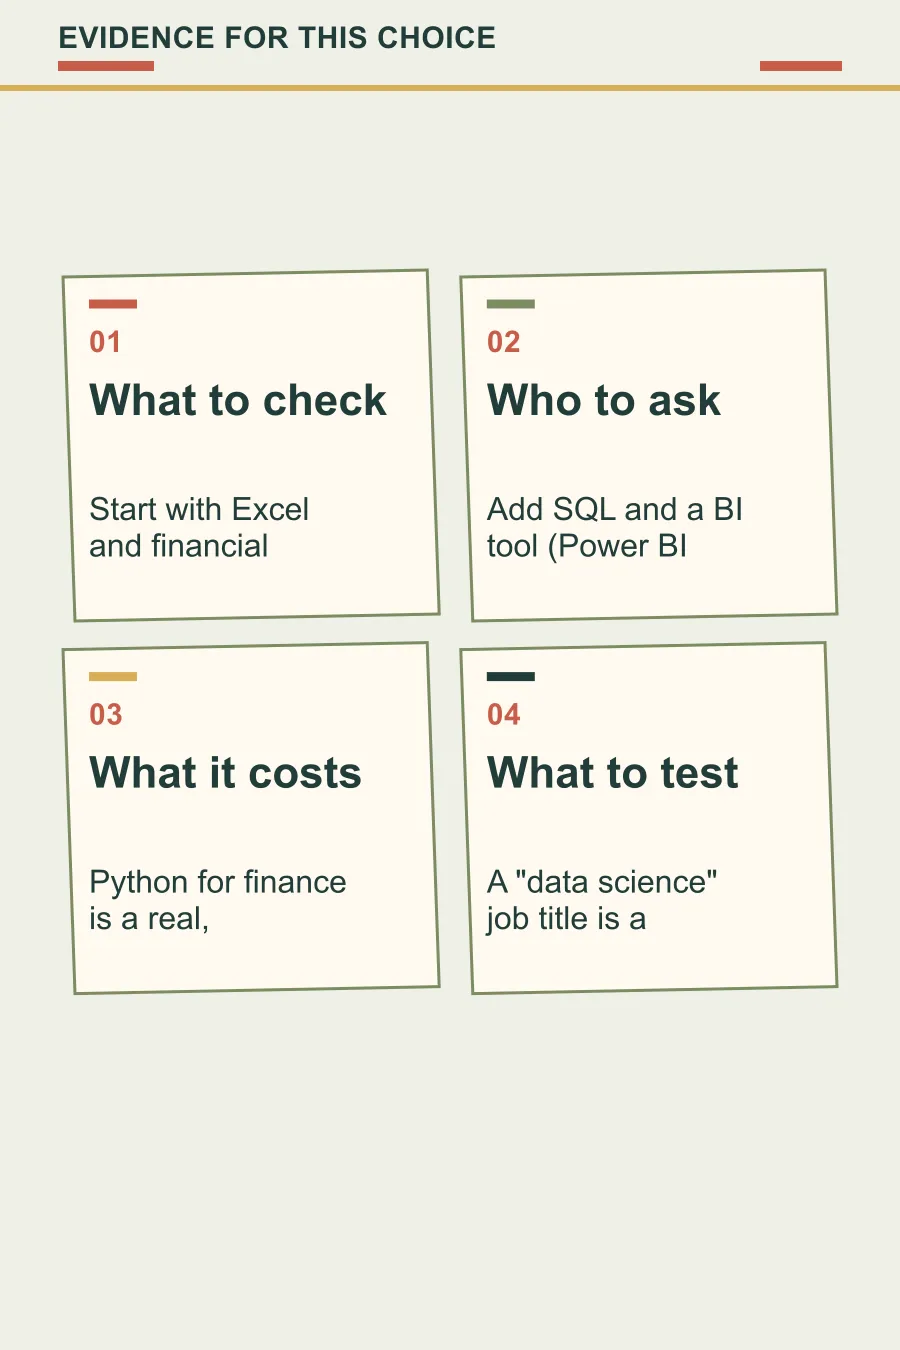 EVIDENCE FOR THIS CHOICE
01
What to check
Start with Excel
and financial
02
Who to ask
Add SQL and a BI
tool (Power BI
03
What it costs
Python for finance
is a real,
04
What to test
A "data science"
job title is a